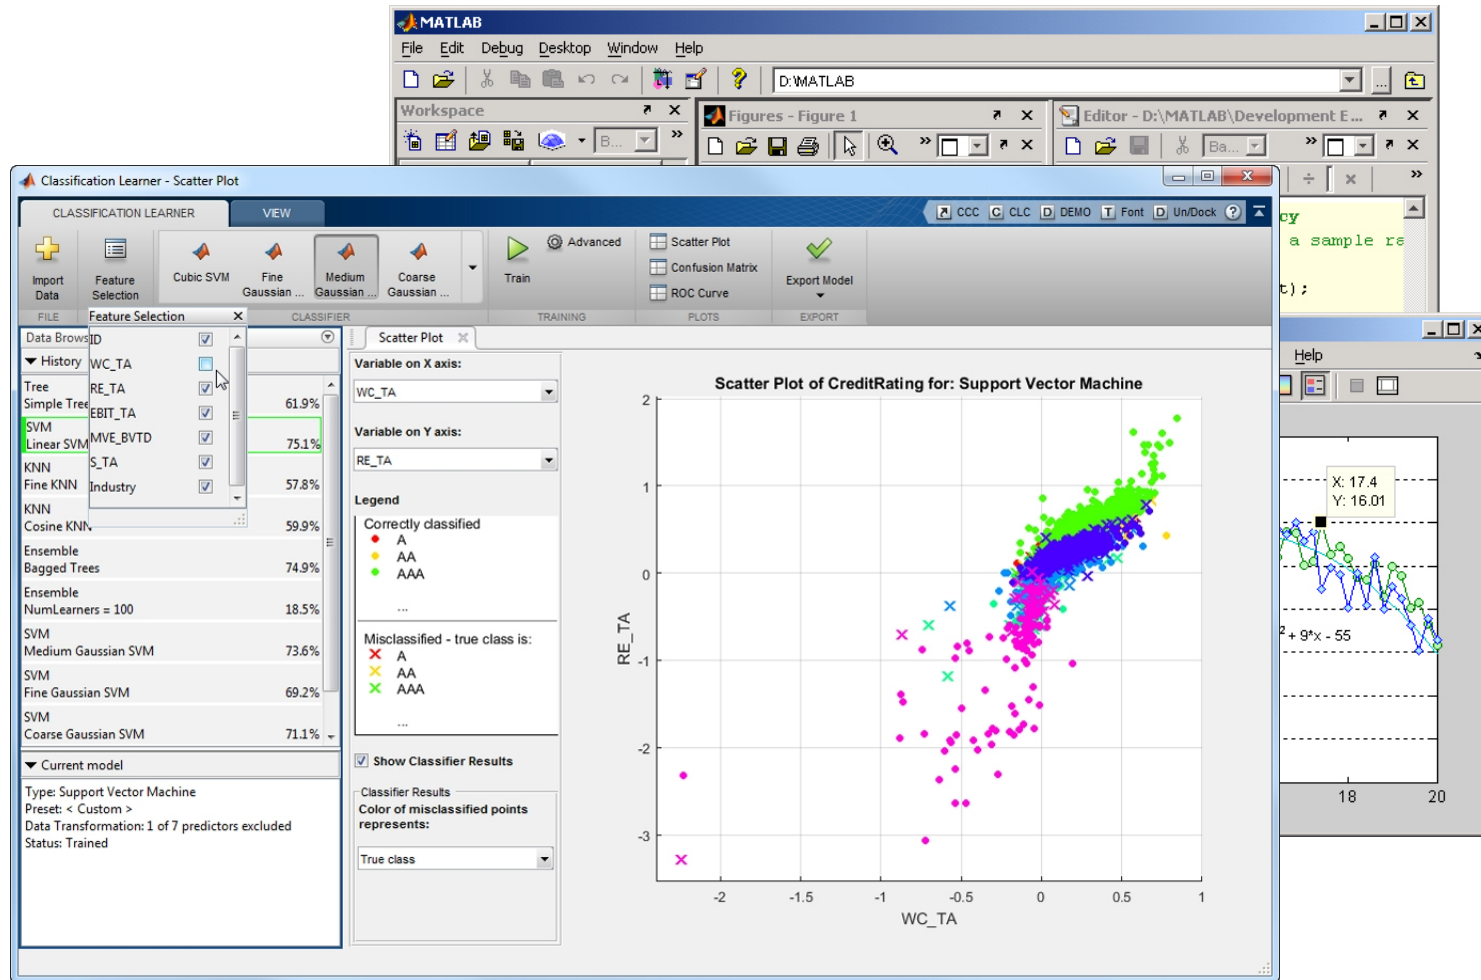 MATLAB
File Edit Debug Desktop Window Help
D:\MATLAB
...
Workspace
Figures - Figure 1
Editor - D:\MATLAB\Development E...
B...
»
»
Ba...
»
»
Classification Learner - Scatter Plot
CLASSIFICATION LEARNER VIEW
CCC C CLC D DEMO T Font D Un/Dock ?
a sample ra
t);
Import Data
Feature Selection
Cubic SVM
Fine Gaussian ...
Medium Gaussian ...
Coarse Gaussian ...
Train
Advanced
Scatter Plot
Confusion Matrix
ROC Curve
Export Model
FILE CLASSIFIER TRAINING PLOTS EXPORT
Feature Selection
ID
WC_TA
RE_TA
EBIT_TA
MVE_BVTD
S_TA
Industry
Data Brows
History
Tree
Simple Tree 61.9%
SVM
Linear SVM 75.1%
KNN
Fine KNN 57.8%
KNN
Cosine KNN 59.9%
Ensemble
Bagged Trees 74.9%
Ensemble
NumLearners = 100 18.5%
SVM
Medium Gaussian SVM 73.6%
SVM
Fine Gaussian SVM 69.2%
SVM
Coarse Gaussian SVM 71.1%
Current model
Type: Support Vector Machine
Preset: < Custom >
Data Transformation: 1 of 7 predictors excluded
Status: Trained
Scatter Plot
Variable on X axis:
WC_TA
Variable on Y axis:
RE_TA
Legend
Correctly classified
A
AA
AAA
...
Misclassified - true class is:
A
AA
AAA
...
Show Classifier Results
Classifier Results
Color of misclassified points
represents:
True class
Scatter Plot of CreditRating for: Support Vector Machine
2
1
0
-1
-2
-3
RE_TA
-2 -1.5 -1 -0.5 0 0.5 1
WC_TA
Help
X: 17.4
Y: 16.01
² + 9*x - 55
18 20